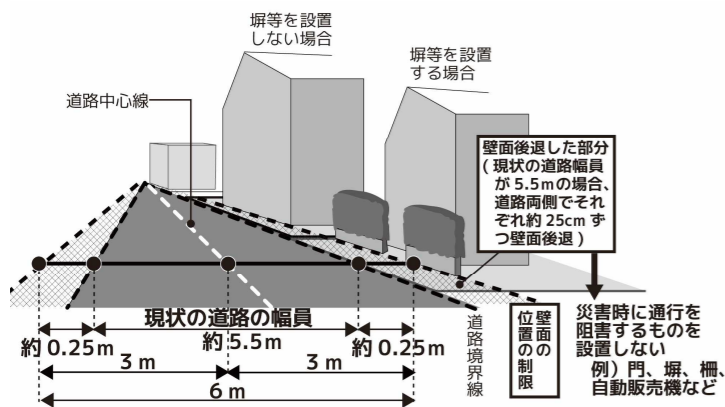 塀等を設置
しない場合
塀等を設置
する場合
道路中心線
壁面後退した部分
(現状の道路幅員
が5.5mの場合、
道路両側でそれ
ぞれ約25cmず
つ壁面後退)
現状の道路の幅員
約0.25m
約5.5m
約0.25m
3m
3m
6m
道路境界線
壁面の
位置の制限
災害時に通行を
阻害するものを
設置しない
例)門、塀、柵、
自動販売機など